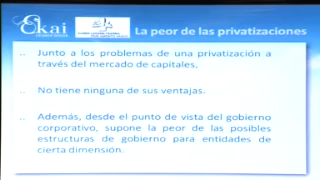 Ekai
La peor de las privatizaciones
.. Junto a los problemas de una privatización a
través del mercado de capitales,
.. No tiene ninguna de sus ventajas.
.. Además, desde el punto de vista del gobierno
corporativo, supone la peor de las posibles
estructuras de gobierno para entidades de
cierta dimensión.